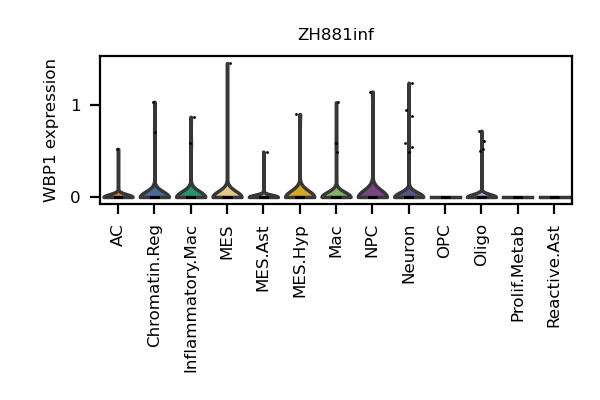 ZH881inf
WBP1 expression
1
0
AC
Chromatin.Reg
Inflammatory.Mac
MES
MES.Ast
MES.Hyp
Mac
NPC
Neuron
OPC
Oligo
Prolif.Metab
Reactive.Ast